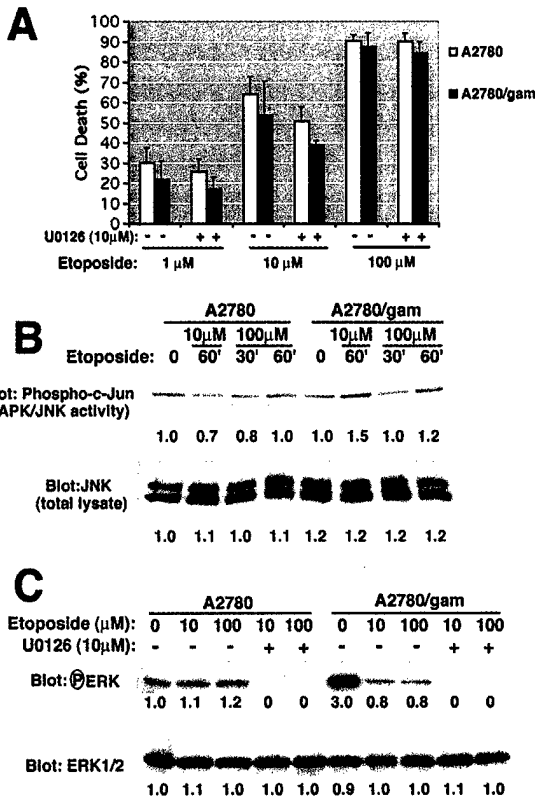 A
100
90
80
70
60
50
40
30
20
10
0
Cell Death (%)
A2780
A2780/gam
U0126 (10µM): - - + + - - + + - - + +
Etoposide: 1 µM 10 µM 100 µM
B
A2780 A2780/gam
10µM 100µM 10µM 100µM
Etoposide: 0 60' 30' 60' 0 60' 30' 60'
ot: Phospho-c-Jun
APK/JNK activity)
1.0 0.7 0.8 1.0 1.0 1.5 1.0 1.2
Blot:JNK
(total lysate)
1.0 1.1 1.0 1.1 1.2 1.2 1.2 1.2
C
A2780 A2780/gam
Etoposide (µM): 0 10 100 10 100 0 10 100 10 100
U0126 (10µM): - - - + + - - - + +
Blot: ⓅERK
1.0 1.1 1.2 0 0 3.0 0.8 0.8 0 0
Blot: ERK1/2
1.0 1.1 1.0 1.0 1.0 0.9 1.0 1.0 1.1 1.0